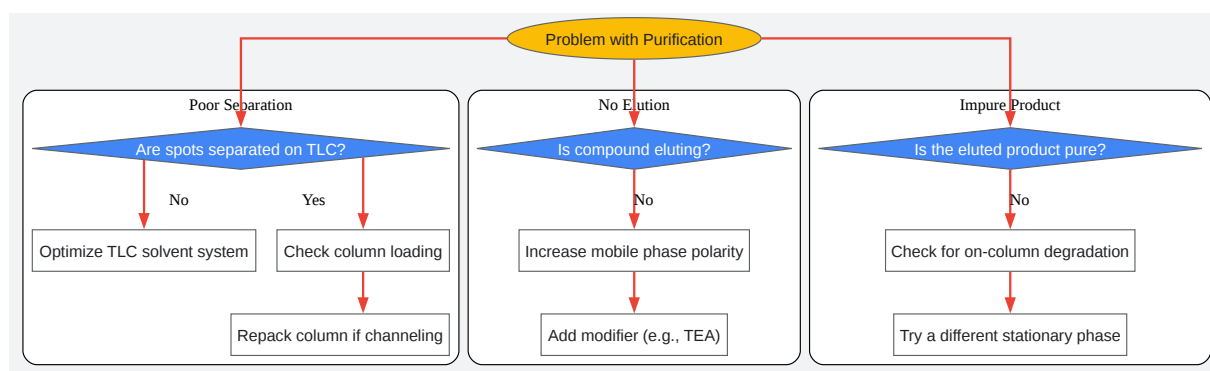 Problem with Purification
Poor Separation
Are spots separated on TLC?
No
Yes
Optimize TLC solvent system
Check column loading
Repack column if channeling
No Elution
Is compound eluting?
No
Increase mobile phase polarity
Add modifier (e.g., TEA)
Impure Product
Is the eluted product pure?
No
Check for on-column degradation
Try a different stationary phase